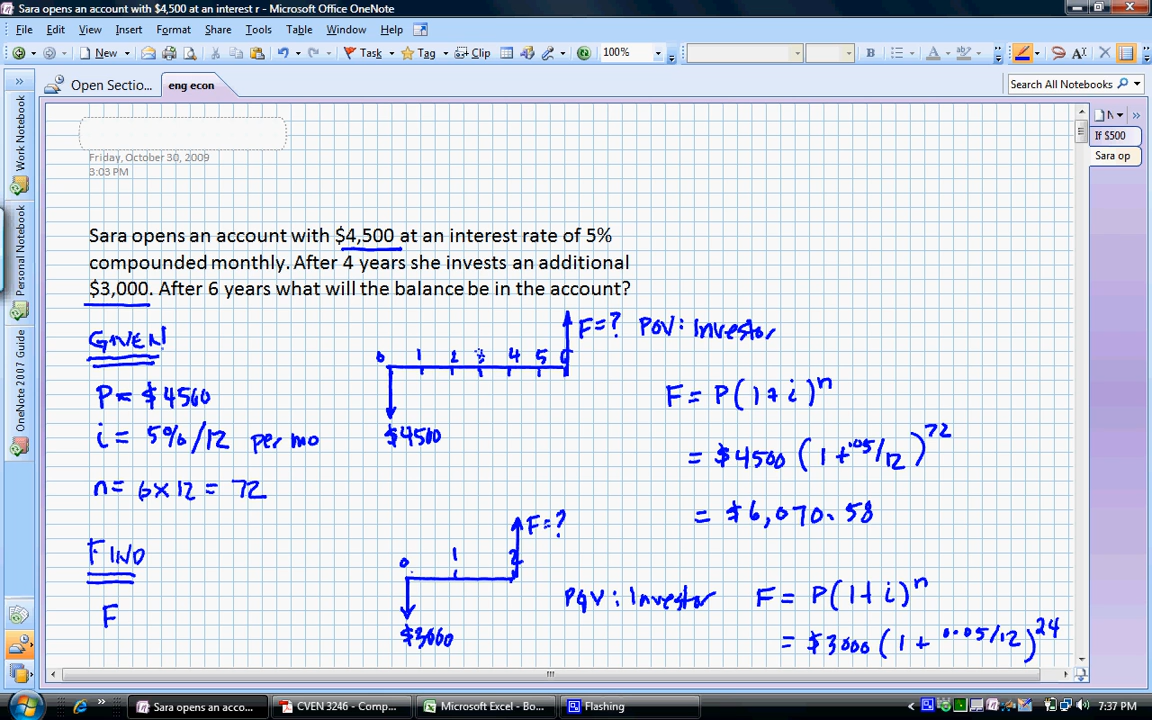 Sara opens an account with $4,500 at an interest r - Microsoft Office OneNote
File Edit View Insert Format Share Tools Table Window Help
New Task Tag Clip 100% B A
Open Sectio... eng econ Search All Notebooks
Friday, October 30, 2009
3:03 PM
If $500
Sara op
Work Notebook
Personal Notebook
OneNote 2007 Guide
Sara opens an account with $4,500 at an interest rate of 5%
compounded monthly. After 4 years she invests an additional
$3,000. After 6 years what will the balance be in the account?
GIVEN
F=? POV: Investor
0 1 2 3 4 5 6
P = $4500
F = P(1+i)^n
$4500
i = 5%/12 per mo
= $4500 (1+.05/12)^72
n = 6×12 = 72
= $6,070.58
F=?
FIND
0 1 2
F
POV: Investor F = P(1+i)^n
$3000
= $3000 (1+0.05/12)^24
Sara opens an acco... CVEN 3246 - Comp... Microsoft Excel - Bo... Flashing 7:37 PM